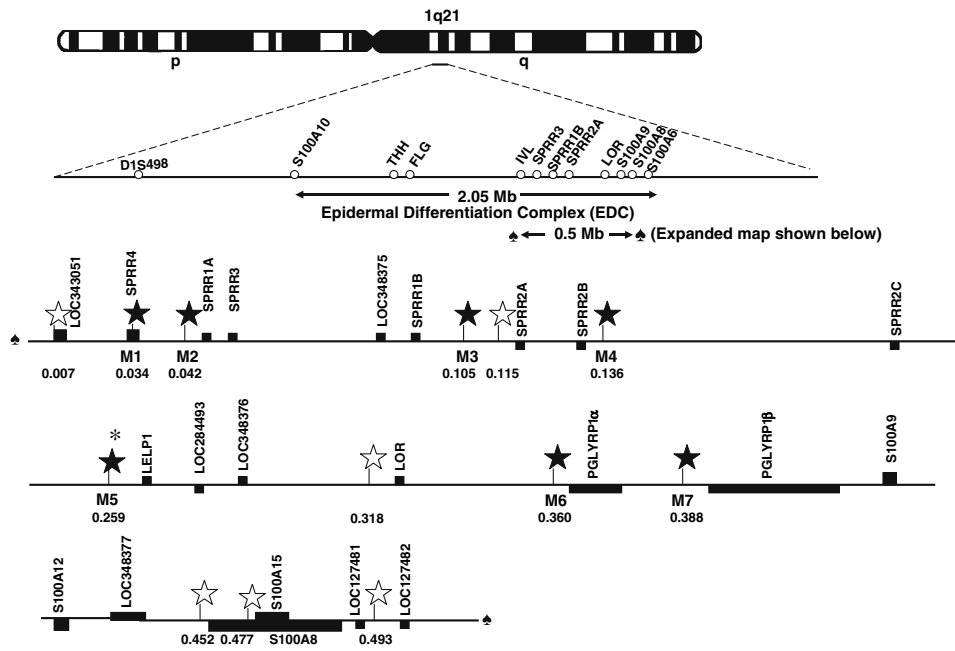 1q21
p q
D1S498 S100A10 THH FLG IVL SPRR3 SPRR1B SPRR2A LOR S100A9 S100A8 S100A6
2.05 Mb
Epidermal Differentiation Complex (EDC)
♠ 0.5 Mb ♠ (Expanded map shown below)
LOC343051 SPRR4 SPRR1A SPRR3 LOC348375 SPRR1B SPRR2A SPRR2B SPRR2C
♠
M1 M2 M3 M4
0.007 0.034 0.042 0.105 0.115 0.136
* LELP1 LOC284493 LOC348376 LOR PGLYRP1α PGLYRP1β S100A9
M5 M6 M7
0.259 0.318 0.360 0.388
S100A12 LOC348377 S100A15 LOC127481 LOC127482
♠
0.452 0.477 S100A8 0.493